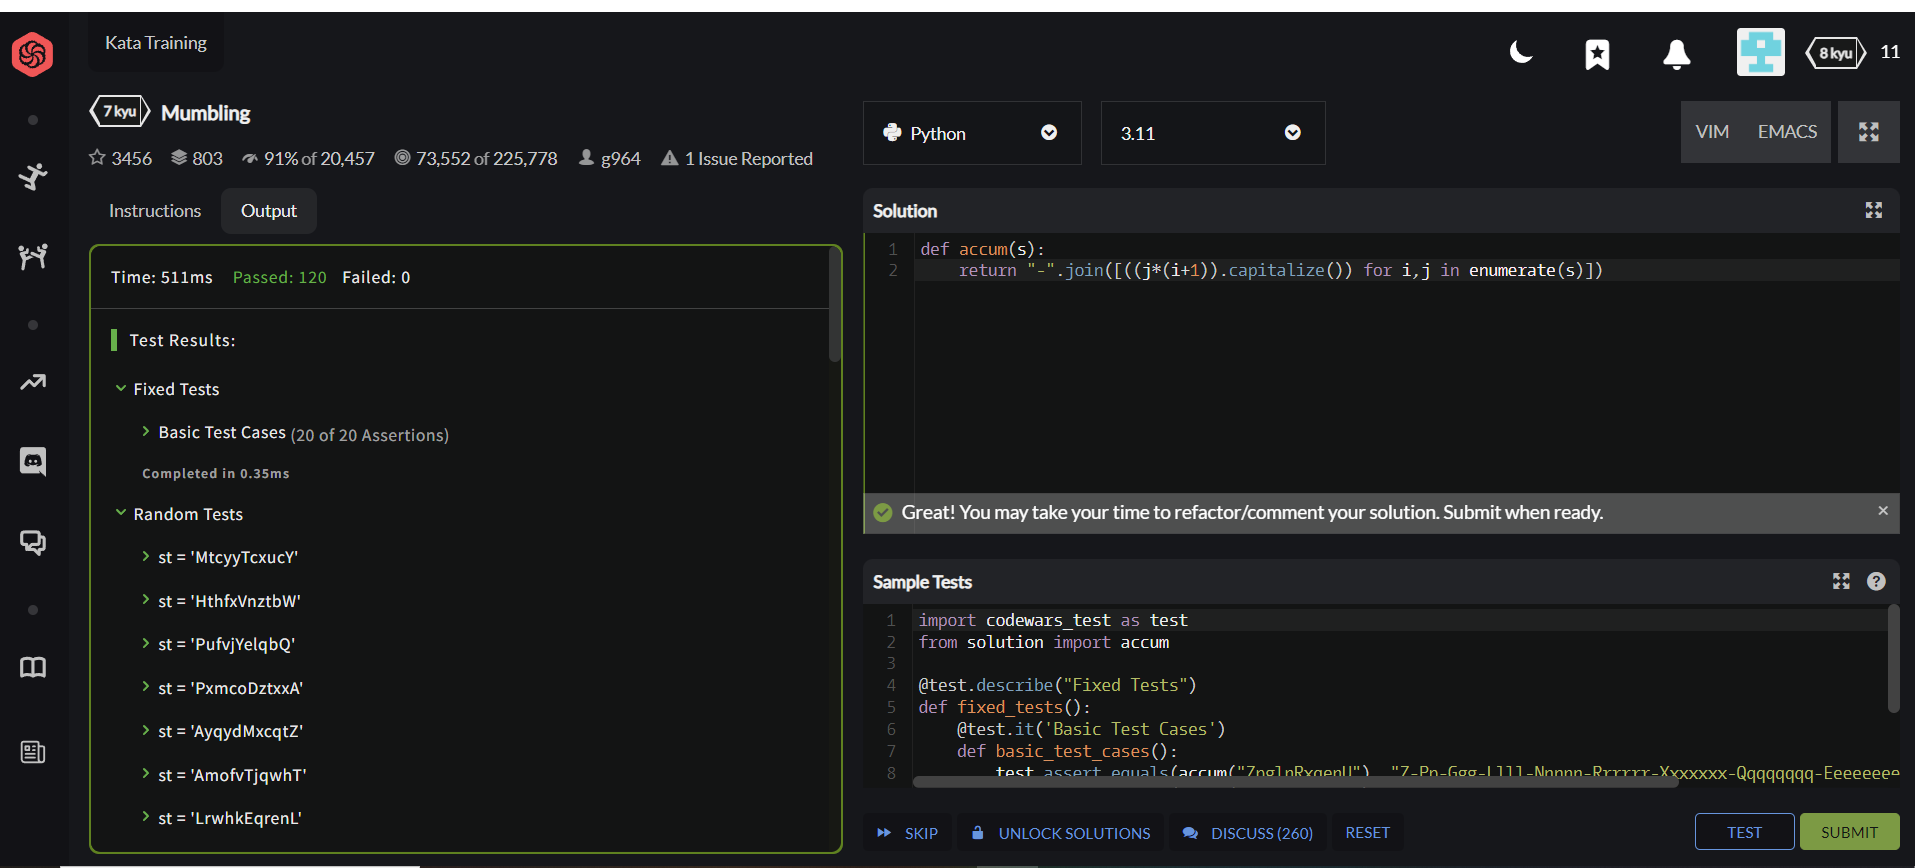 Kata Training
8 kyu 11
7 kyu Mumbling
3456 803 91% of 20,457 73,552 of 225,778 g964 1 Issue Reported
Instructions Output
Time: 511ms Passed: 120 Failed: 0
Test Results:
Fixed Tests
Basic Test Cases (20 of 20 Assertions)
Completed in 0.35ms
Random Tests
st = 'MtcyyTcxucY'
st = 'HthfxVnztbW'
st = 'PufvjYelqbQ'
st = 'PxmcoDztxxA'
st = 'AyqydMxcqtZ'
st = 'AmofvTjqwhT'
st = 'LrwhkEqrenL'
Python 3.11 VIM EMACS
Solution
1 def accum(s):
2 return "-".join([((j*(i+1)).capitalize()) for i,j in enumerate(s)])
Great! You may take your time to refactor/comment your solution. Submit when ready. ×
Sample Tests ?
1 import codewars_test as test
2 from solution import accum
3
4 @test.describe("Fixed Tests")
5 def fixed_tests():
6 @test.it('Basic Test Cases')
7 def basic_test_cases():
8 test.assert_equals(accum("ZpglnRxqenU"), "Z-Pp-Ggg-Llll-Nnnnn-Rrrrrr-Xxxxxxx-Qqqqqqqq-Eeeeeeee
SKIP UNLOCK SOLUTIONS DISCUSS (260) RESET TEST SUBMIT